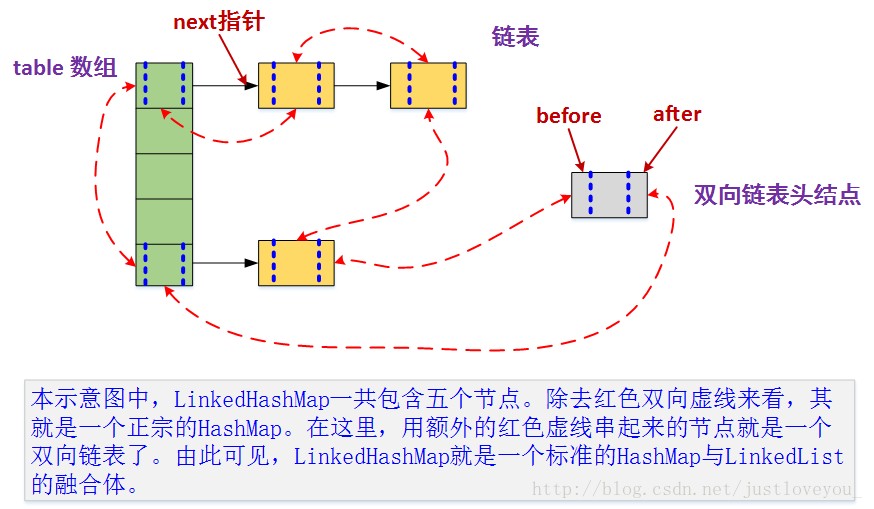 next指针
链表
table 数组
before
after
双向链表头结点
本示意图中，LinkedHashMap一共包含五个节点。除去红色双向虚线来看，其
就是一个正宗的HashMap。在这里，用额外的红色虚线串起来的节点就是一个
双向链表了。由此可见，LinkedHashMap就是一个标准的HashMap与LinkedList
的融合体。
http://blog.csdn.net/justloveyou_